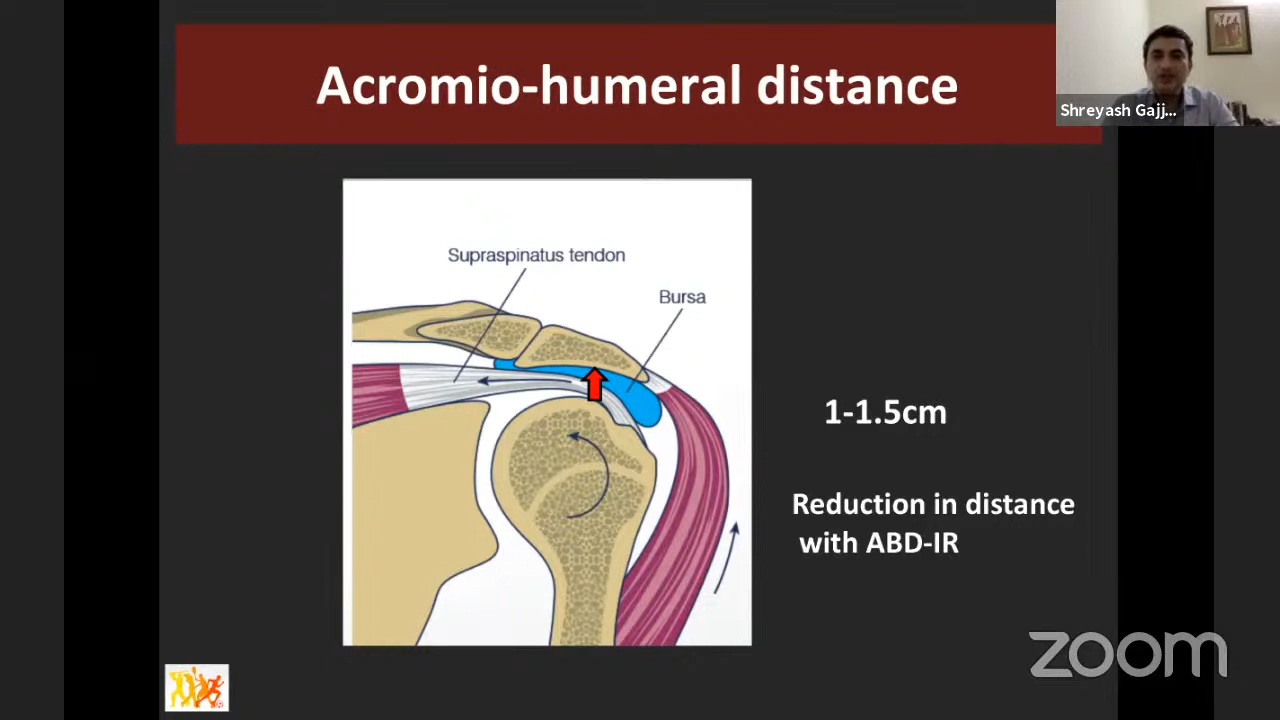 Acromio-humeral distance
Shreyash Gajj...
Supraspinatus tendon
Bursa
1-1.5cm
Reduction in distance
with ABD-IR
zoom